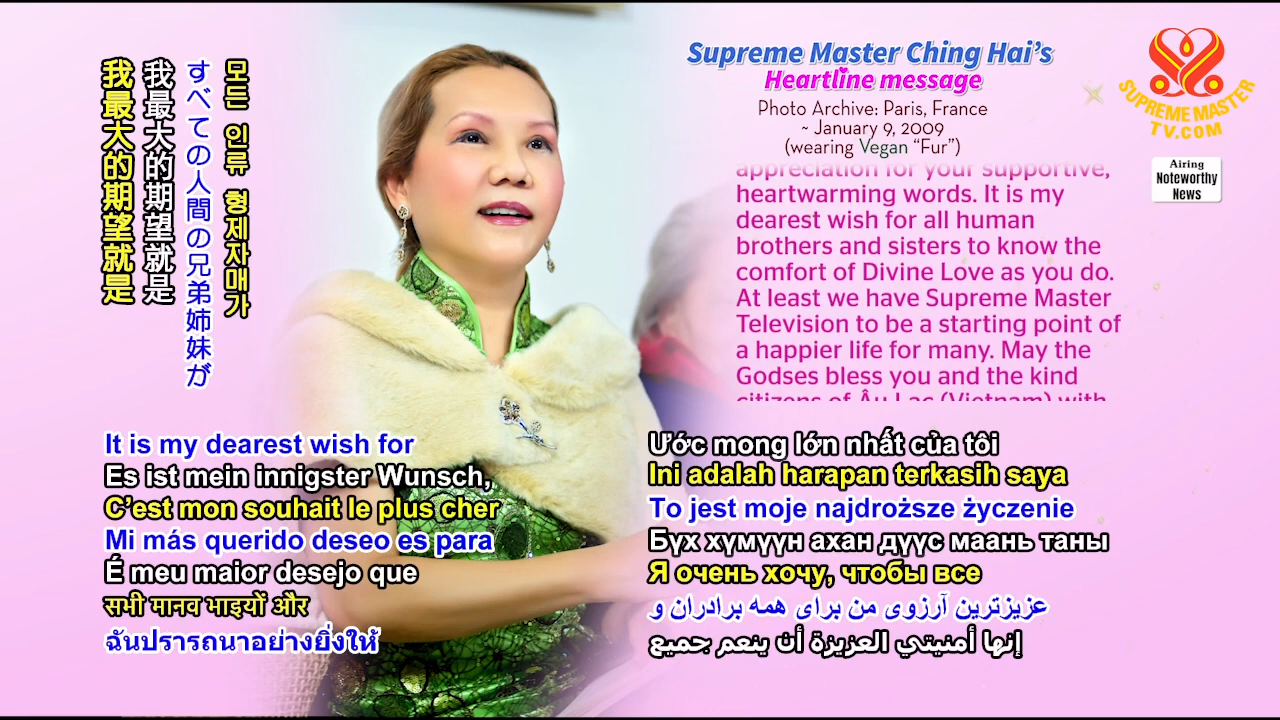 Supreme Master Ching Hai’s
Heartline message
Photo Archive: Paris, France
~ January 9, 2009
(wearing Vegan “Fur”)
SUPREME MASTER
TV.COM
Airing
Noteworthy
News
appreciation for your supportive,
heartwarming words. It is my
dearest wish for all human
brothers and sisters to know the
comfort of Divine Love as you do.
At least we have Supreme Master
Television to be a starting point of
a happier life for many. May the
Godses bless you and the kind
citizens of Âu Lạc (Vietnam) with
모든 인류 형제자매가
すべての人間の兄弟姉妹が
我最大的期望就是
我最大的期望就是
It is my dearest wish for
Es ist mein innigster Wunsch,
C’est mon souhait le plus cher
Mi más querido deseo es para
É meu maior desejo que
सभी मानव भाइयों और
ฉันปรารถนาอย่างยิ่งให้
Ước mong lớn nhất của tôi
Ini adalah harapan terkasih saya
To jest moje najdroższe życzenie
Бүх хүмүүн ахан дүүс маань таны
Я очень хочу, чтобы все
عزیزترین آرزوی من برای همه برادران و
إنها أمنيتي العزيزة أن ينعم جميع